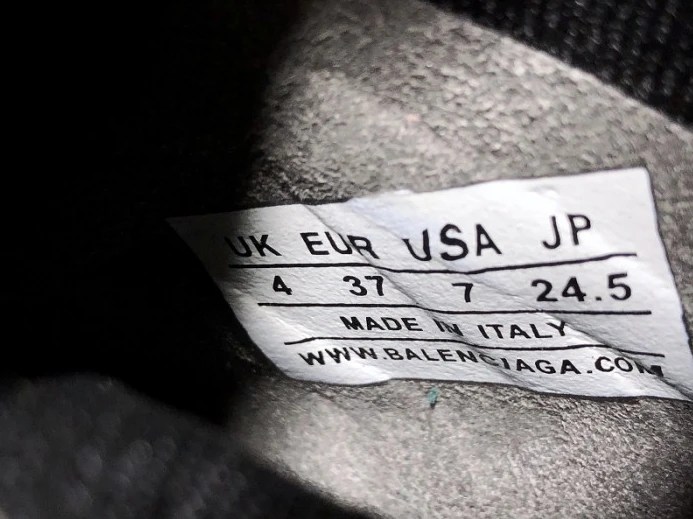 UK EUR USA JP
4 37 7 24.5
MADE IN ITALY
WWW.BALENCIAGA.COM